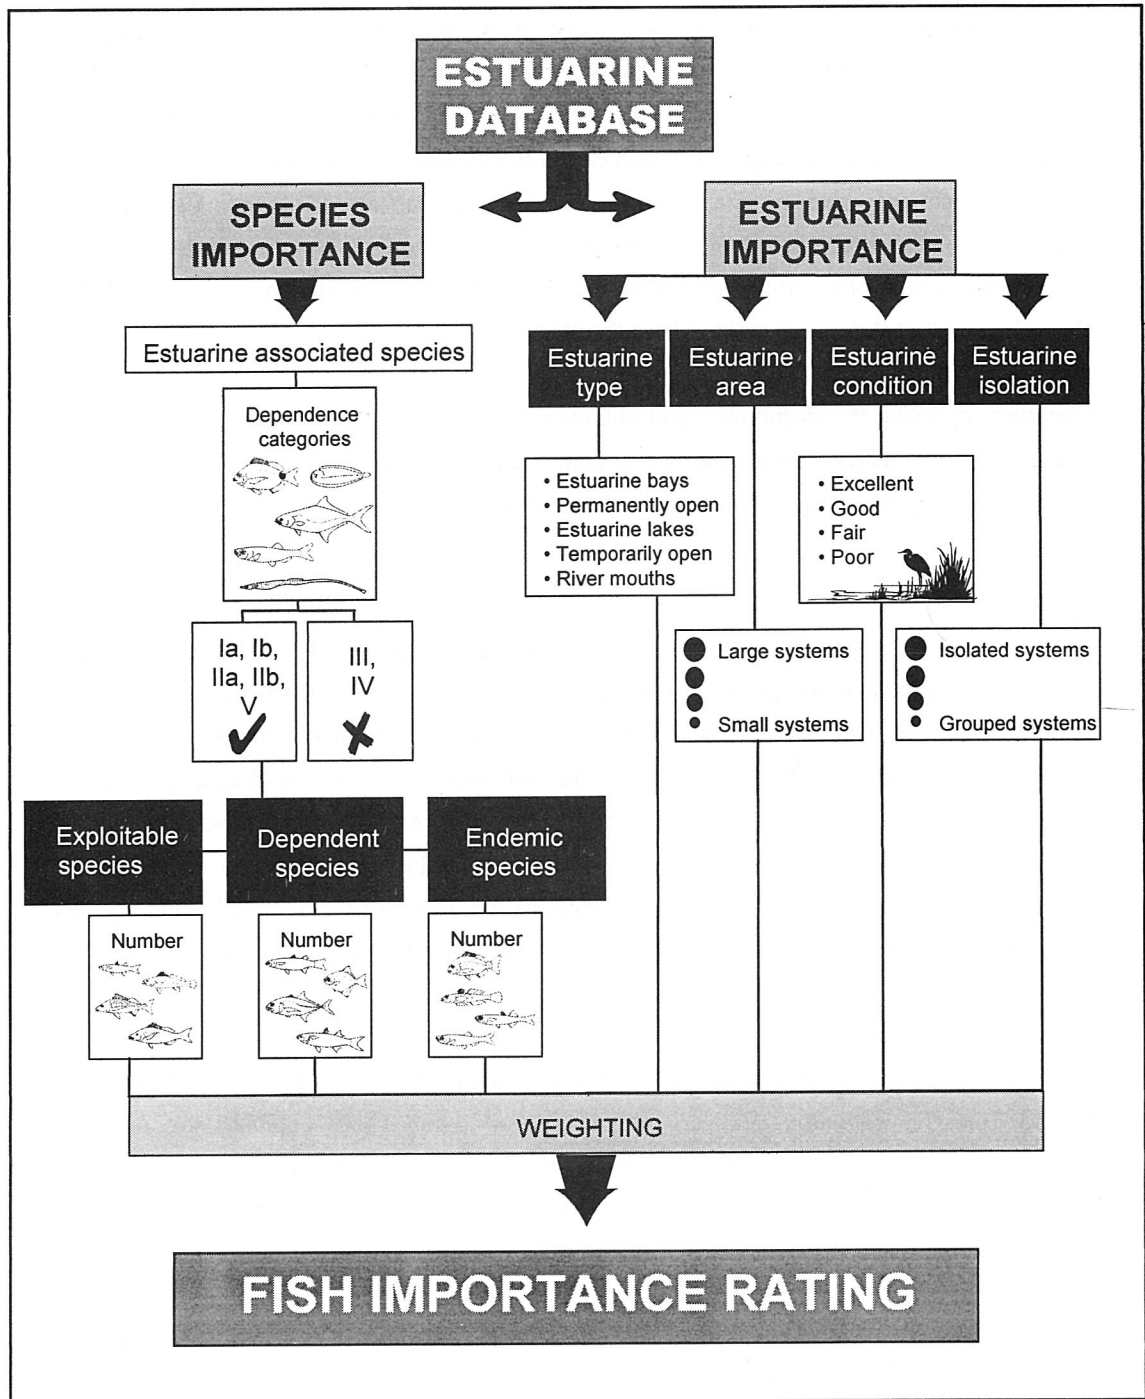 ESTUARINE
DATABASE
SPECIES
IMPORTANCE
ESTUARINE
IMPORTANCE
Estuarine associated species
Dependence
categories
Ia, Ib,
IIa, IIb,
V
III,
IV
Exploitable
species
Dependent
species
Endemic
species
Number
Number
Number
Estuarine
type
Estuarine
area
Estuarine
condition
Estuarine
isolation
• Estuarine bays
• Permanently open
• Estuarine lakes
• Temporarily open
• River mouths
Large systems
Small systems
• Excellent
• Good
• Fair
• Poor
Isolated systems
Grouped systems
WEIGHTING
FISH IMPORTANCE RATING